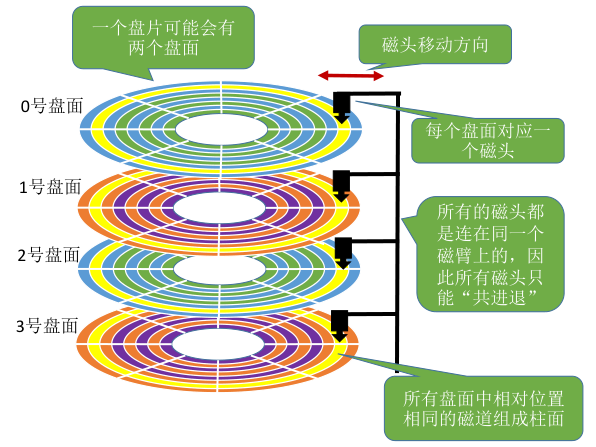 一个盘片可能会有
两个盘面
磁头移动方向
0号盘面
每个盘面对应一
个磁头
1号盘面
所有的磁头都
是连在同一个
磁臂上的，因
此所有磁头只
能“共进退”
2号盘面
3号盘面
所有盘面中相对位置
相同的磁道组成柱面